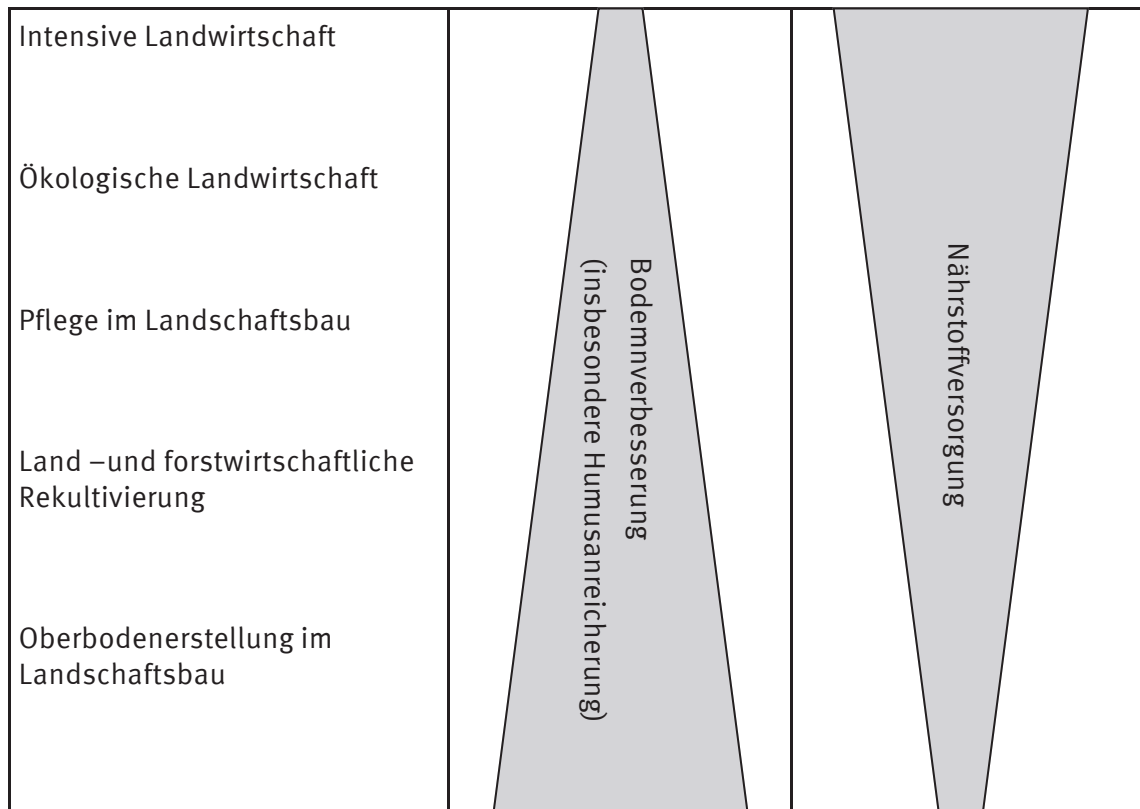 Intensive Landwirtschaft
Ökologische Landwirtschaft
Pflege im Landschaftsbau
Land –und forstwirtschaftliche
Rekultivierung
Oberbodenerstellung im
Landschaftsbau
Bodemnverbesserung
(insbesondere Humusanreicherung)
Nährstoffversorgung